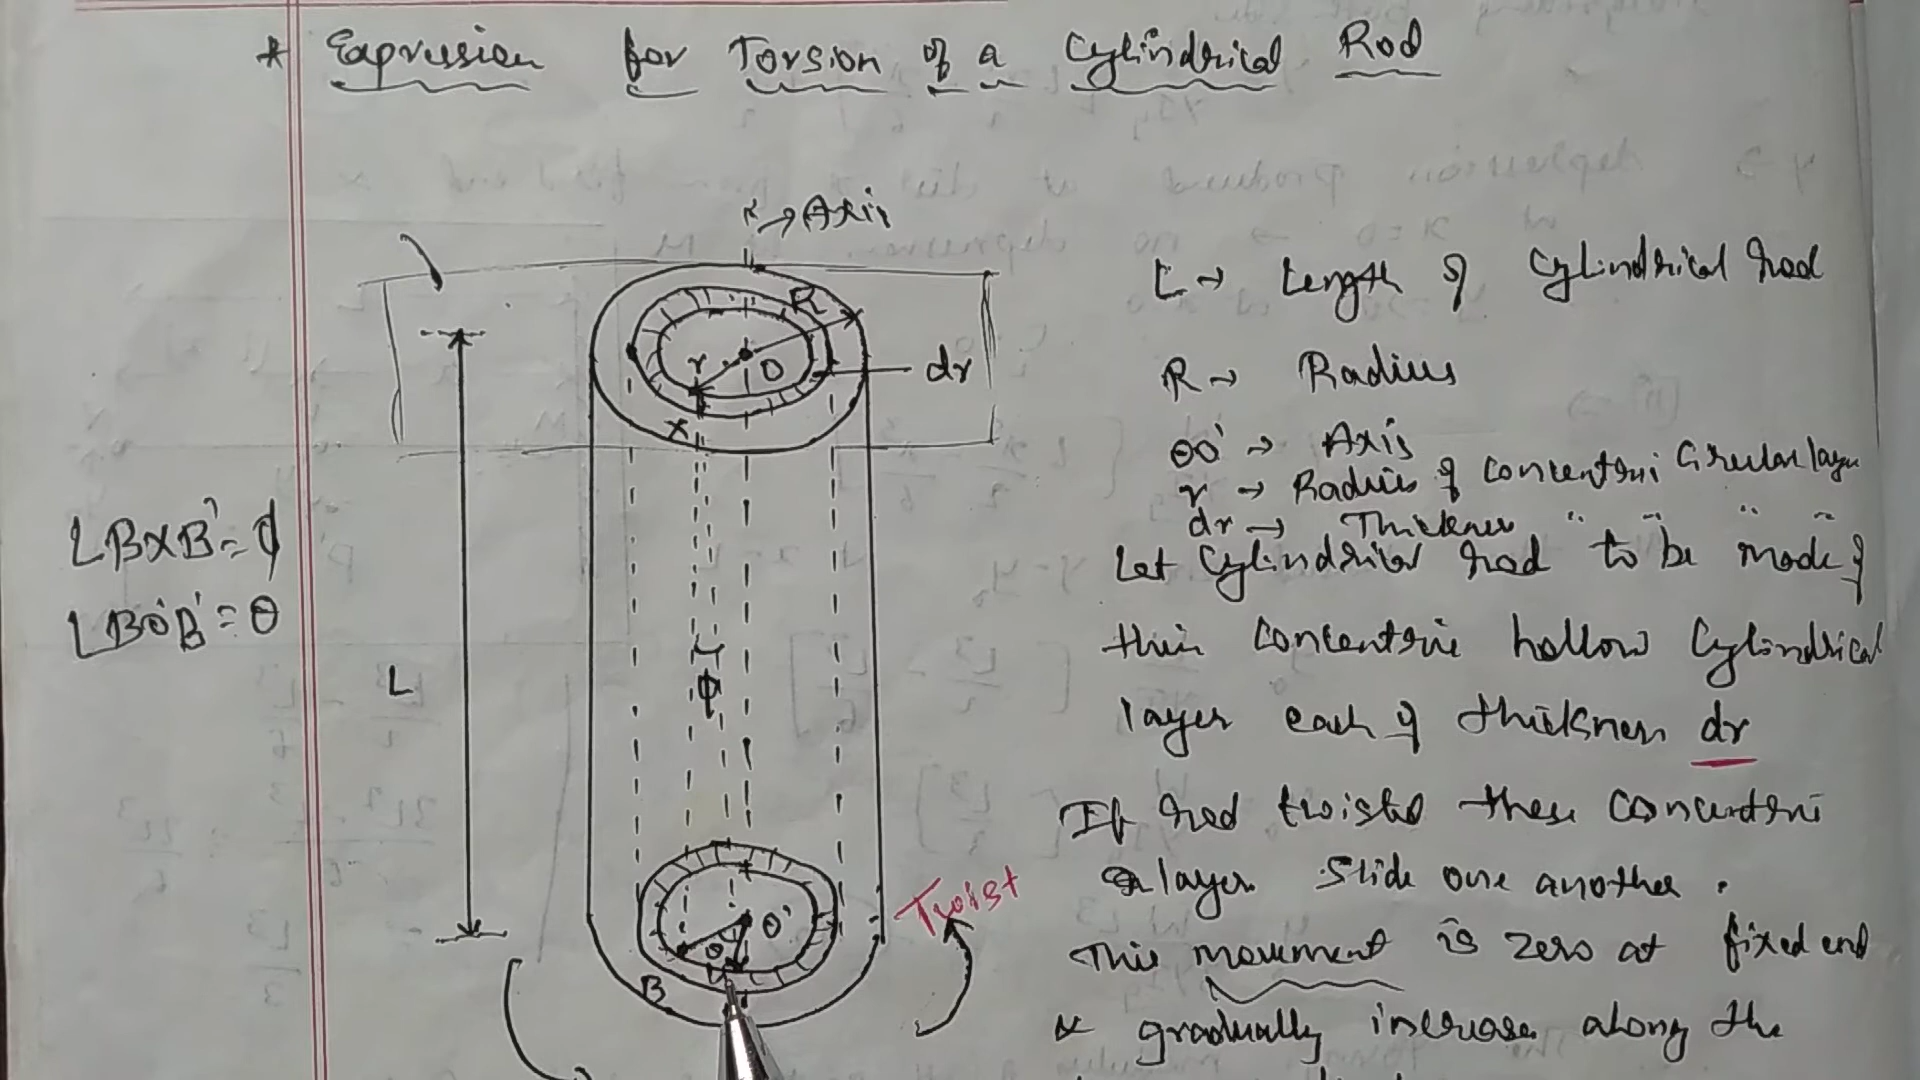 * Expression for Torsion of a Cylindrical Rod
→ Axis
R
dr
r
O
X
L
φ
∠BXB' = φ
∠BO'B' = θ
O'
θ
B
Twist
L → Length of Cylindrical Rod
R → Radius
OO' → Axis
r → Radius of Concentric Circular layer
dr → Thickness " " " "
Let Cylindrical Rod to be made of
thin concentric hollow Cylindrical
layer each of thickness dr
If Rod twisted these concentric
layer slide one another.
This movement is zero at fixed end
& gradually increase along the